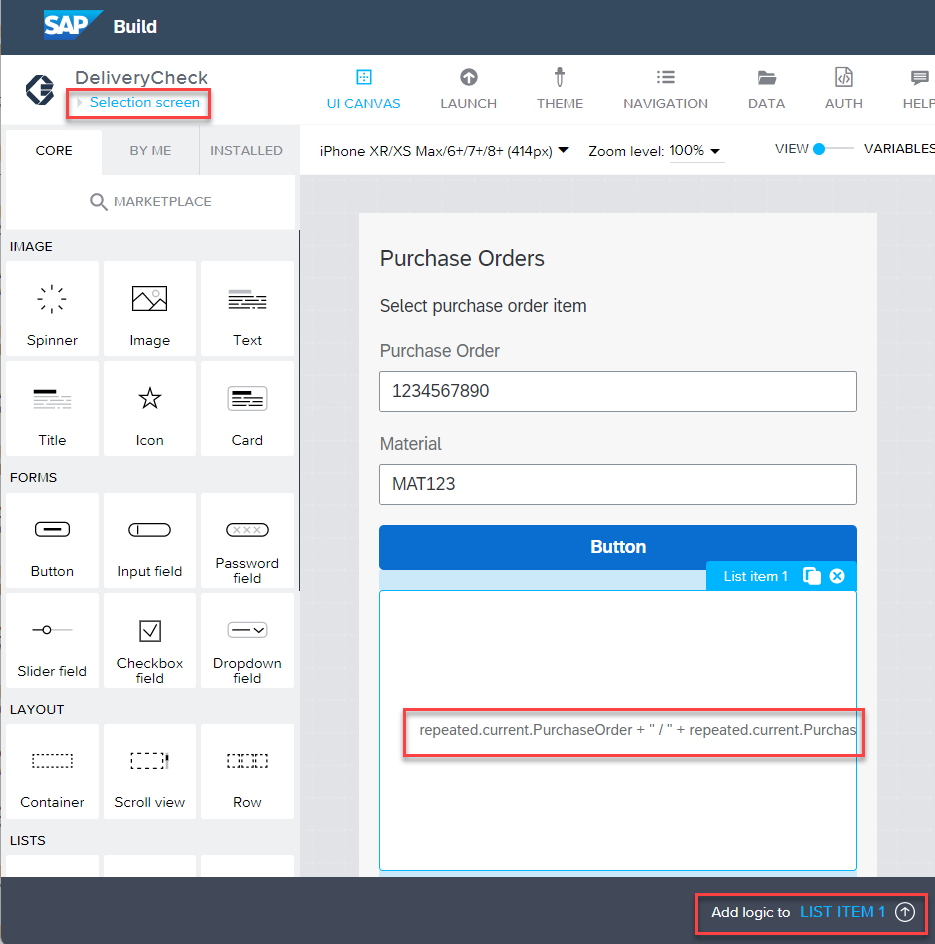 SAP Build
DeliveryCheck
Selection screen
UI CANVAS
LAUNCH
THEME
NAVIGATION
DATA
AUTH
HELP
CORE
BY ME
INSTALLED
iPhone XR/XS Max/6+/7+/8+ (414px)
Zoom level: 100%
VIEW
VARIABLES
MARKETPLACE
IMAGE
Spinner
Image
Text
Title
Icon
Card
FORMS
Button
Input field
Password
field
Slider field
Checkbox
field
Dropdown
field
LAYOUT
Container
Scroll view
Row
LISTS
Purchase Orders
Select purchase order item
Purchase Order
1234567890
Material
MAT123
Button
List item 1
repeated.current.PurchaseOrder + " / " + repeated.current.Purchas
Add logic to LIST ITEM 1